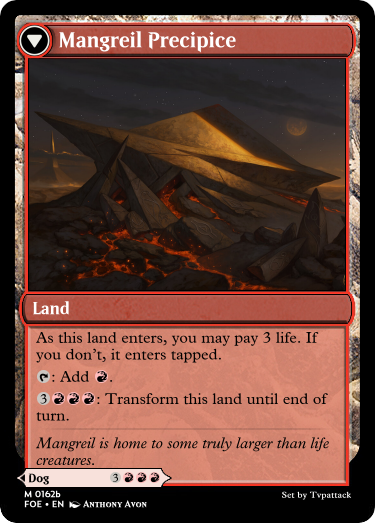 Mangreil Precipice
Land
As this land enters, you may pay 3 life. If
you don't, it enters tapped.
: Add .
3: Transform this land until end of
turn.
Mangreil is home to some truly larger than life
creatures.
Dog 3
M 0162b
FOE • EN Anthony Avon
Set by Tvpattack